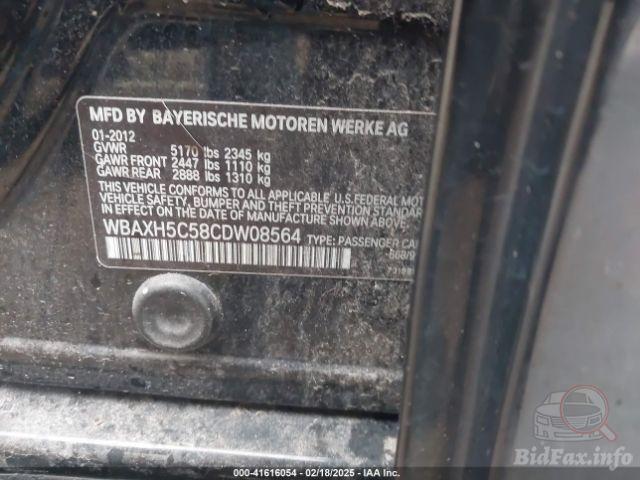 MFD BY BAYERISCHE MOTOREN WERKE AG
01-2012
GVWR 5170 lbs 2345 kg
GAWR FRONT 2447 lbs 1110 kg
GAWR REAR 2888 lbs 1310 kg
THIS VEHICLE CONFORMS TO ALL APPLICABLE U.S.FEDERAL MOT
VEHICLE SAFETY, BUMPER AND THEFT PREVENTION STANDARD
IN EFFECT ON THE DATE OF MANUFACTURE SHOWN ABOVE.
WBAXH5C58CDW08564 TYPE: PASSENGER CA
BidFax.info
000-41616054 - 02/18/2025 - IAA Inc.